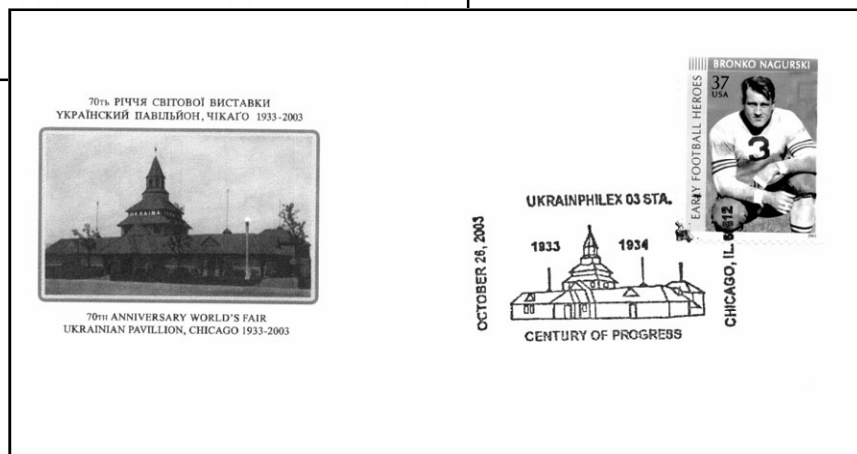 70ть РІЧЧЯ СВІТОВОЇ ВИСТАВКИ
УКРАЇНСКИЙ ПАВІЛЬЙОН, ЧІКАҐО 1933-2003
UKRAINE
70TH ANNIVERSARY WORLD'S FAIR
UKRAINIAN PAVILLION, CHICAGO 1933-2003
BRONKO NAGURSKI
37
USA
EARLY FOOTBALL HEROES
3
UKRAINPHILEX 03 STA.
OCTOBER 26, 2003
1933 1934
CHICAGO, IL.
CENTURY OF PROGRESS